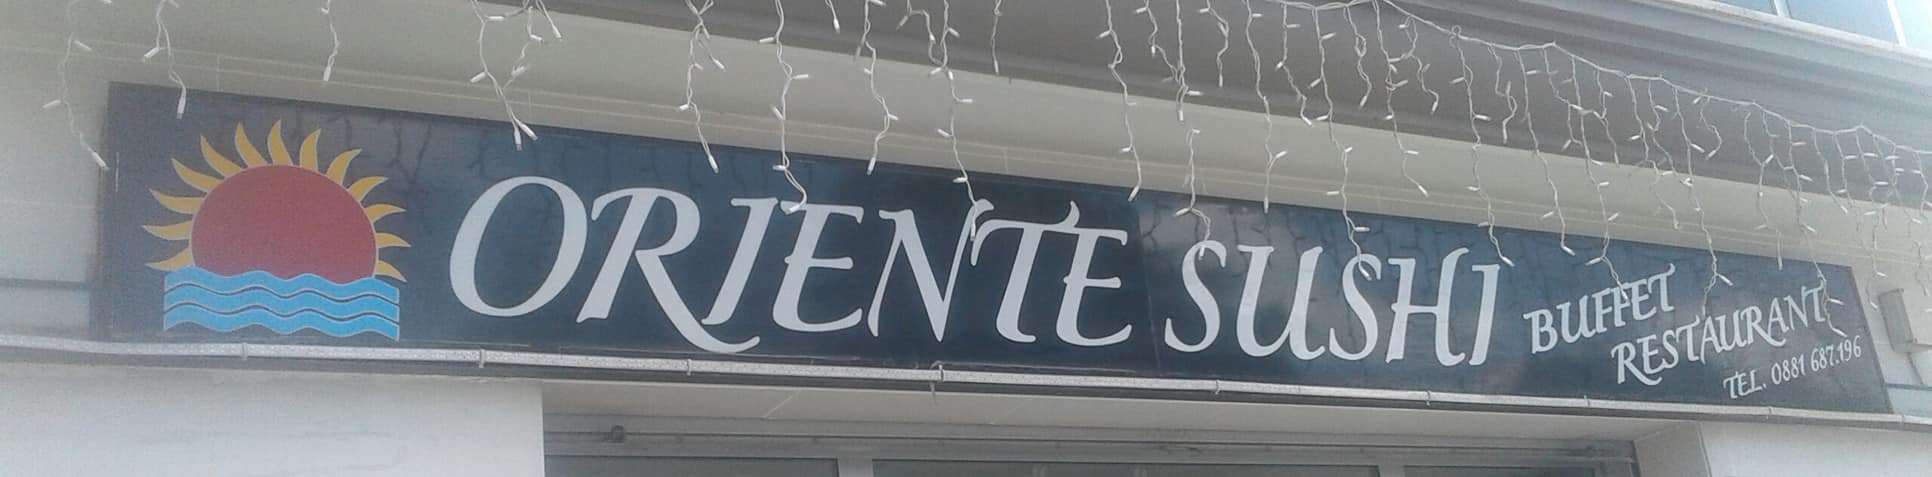 ORIENTE SUSHI
BUFFET
RESTAURANT
TEL. 0881 687.196